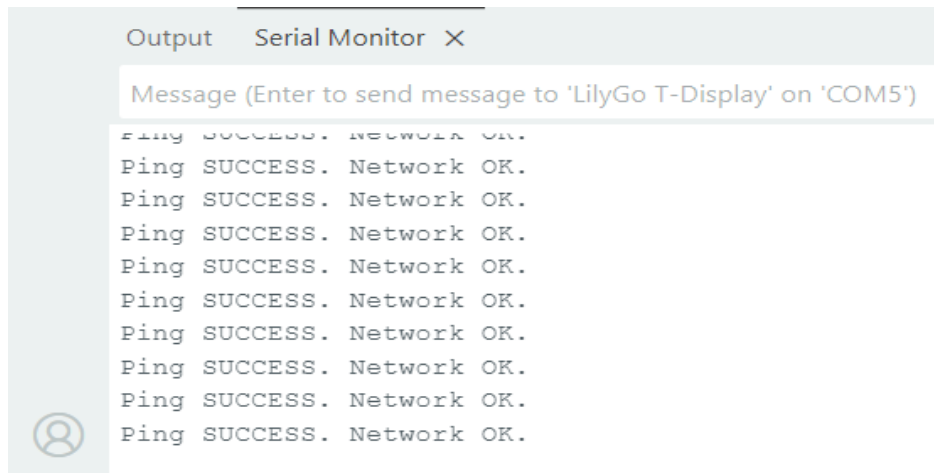 Output Serial Monitor
Message (Enter to send message to 'LilyGo T-Display' on 'COM5')
Ping SUCCESS. Network OK.
Ping SUCCESS. Network OK.
Ping SUCCESS. Network OK.
Ping SUCCESS. Network OK.
Ping SUCCESS. Network OK.
Ping SUCCESS. Network OK.
Ping SUCCESS. Network OK.
Ping SUCCESS. Network OK.
Ping SUCCESS. Network OK.
Ping SUCCESS. Network OK.